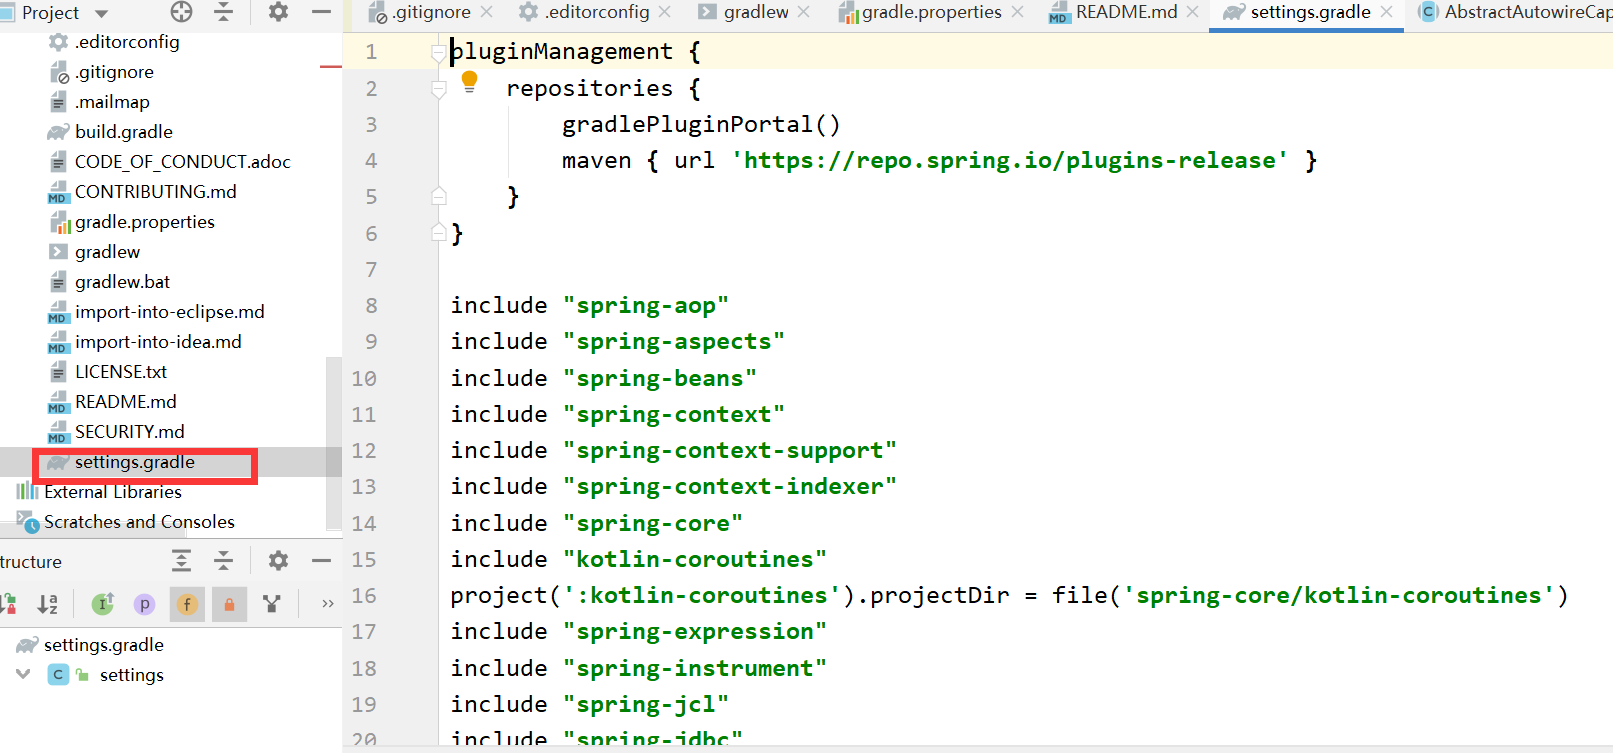 Project
.editorconfig
.gitignore
.mailmap
build.gradle
CODE_OF_CONDUCT.adoc
CONTRIBUTING.md
gradle.properties
gradlew
gradlew.bat
import-into-eclipse.md
import-into-idea.md
LICENSE.txt
README.md
SECURITY.md
settings.gradle
External Libraries
Scratches and Consoles
tructure
settings.gradle
settings
.gitignore
.editorconfig
gradlew
gradle.properties
README.md
settings.gradle
AbstractAutowireCap
1 pluginManagement {
2 repositories {
3 gradlePluginPortal()
4 maven { url 'https://repo.spring.io/plugins-release' }
5 }
6 }
7
8 include "spring-aop"
9 include "spring-aspects"
10 include "spring-beans"
11 include "spring-context"
12 include "spring-context-support"
13 include "spring-context-indexer"
14 include "spring-core"
15 include "kotlin-coroutines"
16 project(':kotlin-coroutines').projectDir = file('spring-core/kotlin-coroutines')
17 include "spring-expression"
18 include "spring-instrument"
19 include "spring-jcl"
20 include "spring-jdbc"